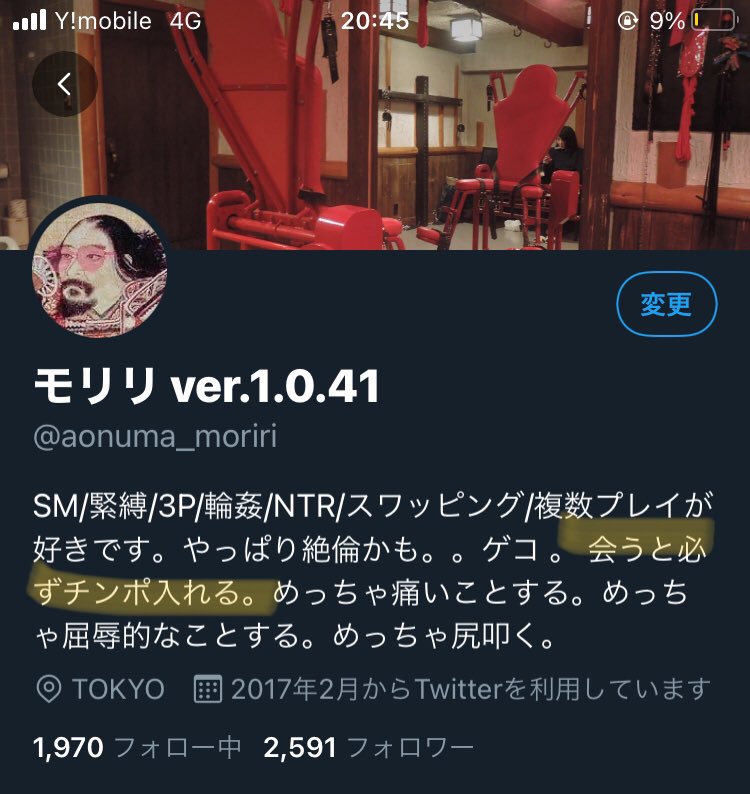 Y!mobile 4G 20:45 9%
変更
モリリ ver.1.0.41
@aonuma_moriri
SM/緊縛/3P/輪姦/NTR/スワッピング/複数プレイが
好きです。やっぱり絶倫かも。。ゲコ 。 会うと必
ずチンポ入れる。めっちゃ痛いことする。めっち
ゃ屈辱的なことする。めっちゃ尻叩く。
TOKYO 2017年2月からTwitterを利用しています
1,970 フォロー中 2,591 フォロワー